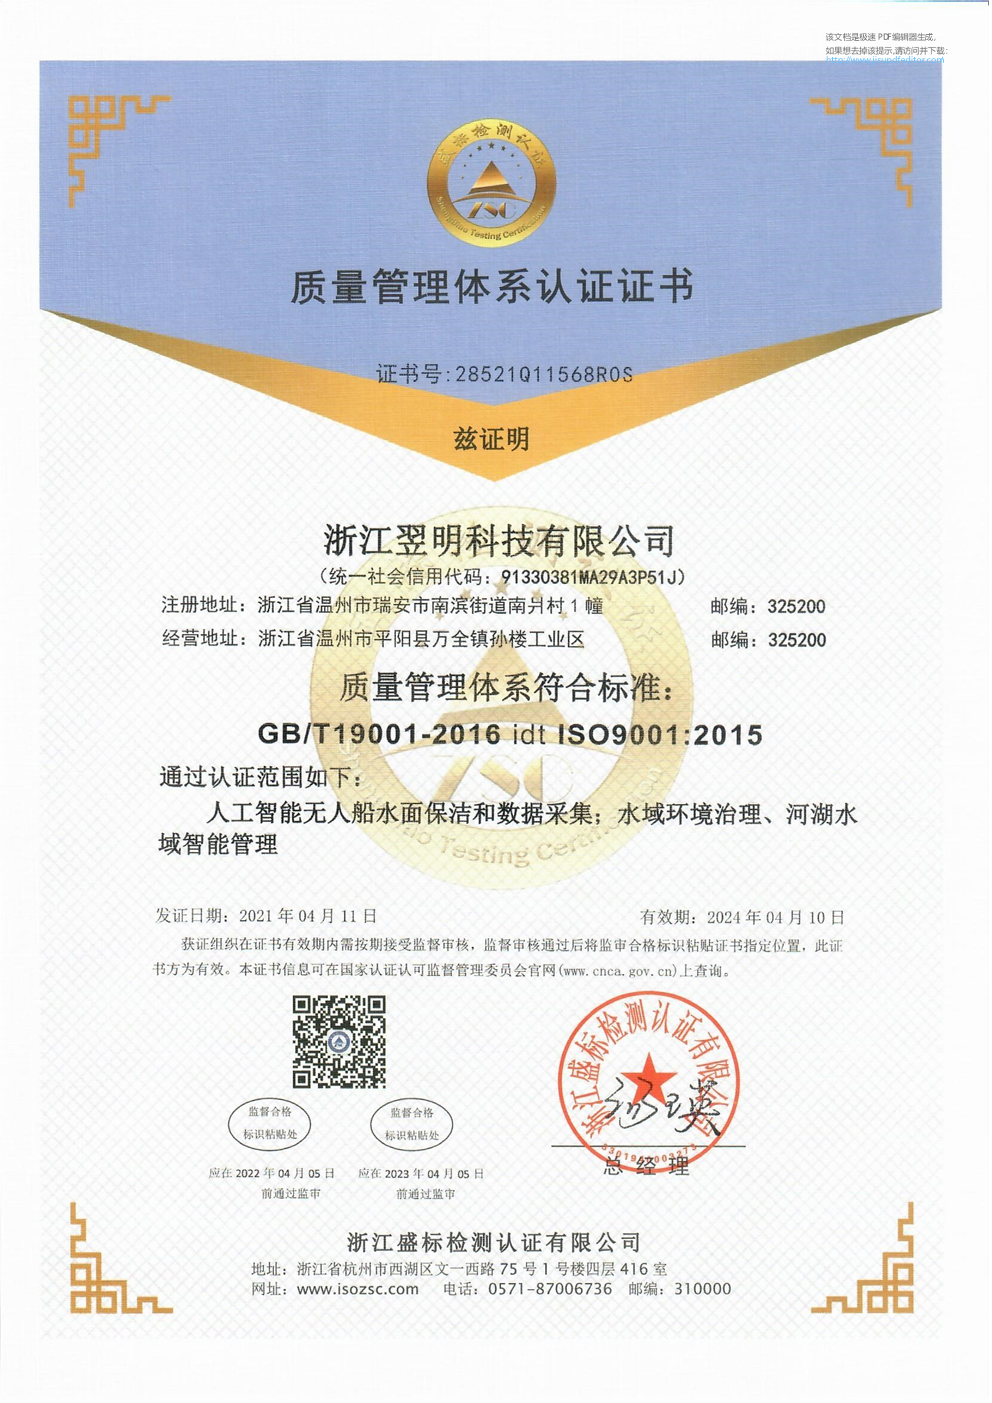 该文档是极速 PDF编辑器生成,
如果想去掉该提示,请访问并下载:
http://www.jisupdfeditor.com/
盛标检测认证
ZSC
Shengbiao Testing Certification
质量管理体系认证证书
证书号:28521Q11568R0S
兹证明
浙江翌明科技有限公司
（统一社会信用代码：91330381MA29A3P51J）
注册地址：浙江省温州市瑞安市南滨街道南爿村 1 幢 邮编：325200
经营地址：浙江省温州市平阳县万全镇孙楼工业区 邮编：325200
质量管理体系符合标准：
GB/T19001-2016 idt ISO9001:2015
通过认证范围如下：
人工智能无人船水面保洁和数据采集；水域环境治理、河湖水
域智能管理
发证日期：2021 年 04 月 11 日 有效期：2024 年 04 月 10 日
获证组织在证书有效期内需按期接受监督审核，监督审核通过后将监审合格标识粘贴证书指定位置，此证
书方为有效。本证书信息可在国家认证认可监督管理委员会官网(www.cnca.gov.cn)上查询。
监督合格
标识粘贴处
监督合格
标识粘贴处
应在 2022 年 04 月 05 日
前通过监审
应在 2023 年 04 月 05 日
前通过监审
浙江盛标检测认证有限公司
总 经 理
浙江盛标检测认证有限公司
地址：浙江省杭州市西湖区文一西路 75 号 1 号楼四层 416 室
网址：www.isozsc.com 电话：0571-87006736 邮编：310000